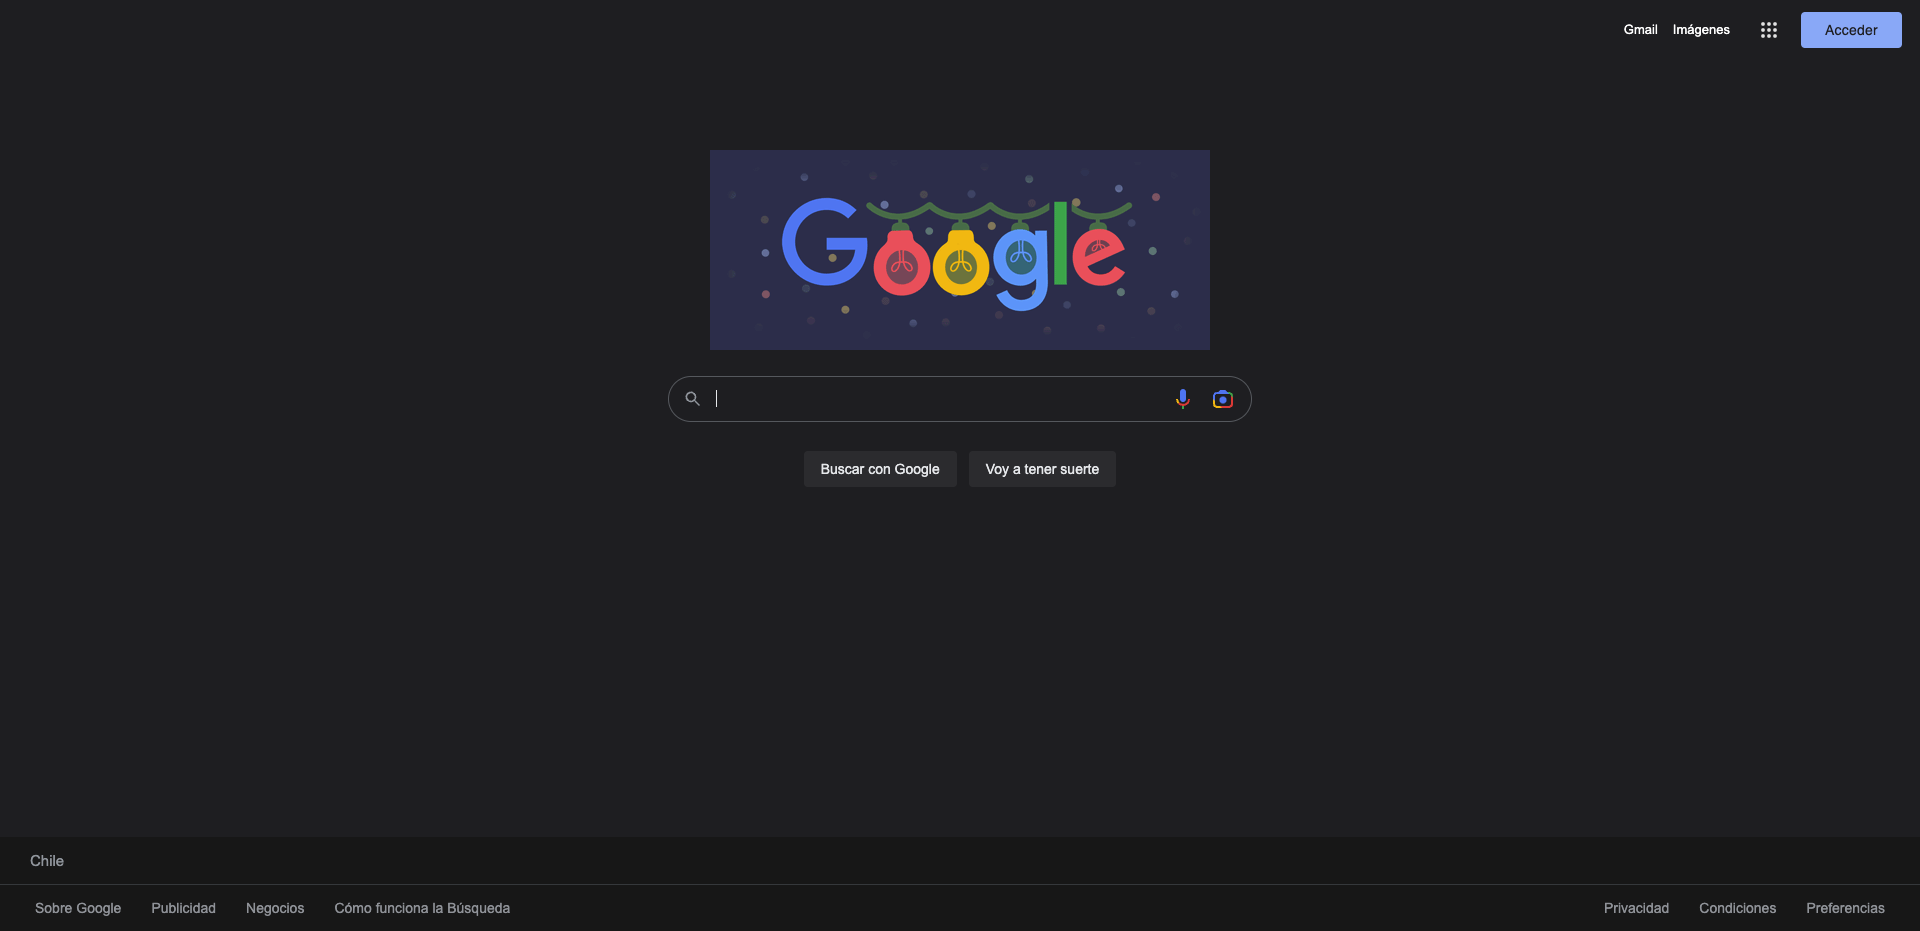 Gmail Imágenes Acceder
Google
Buscar con Google Voy a tener suerte
Chile
Sobre Google Publicidad Negocios Cómo funciona la Búsqueda Privacidad Condiciones Preferencias